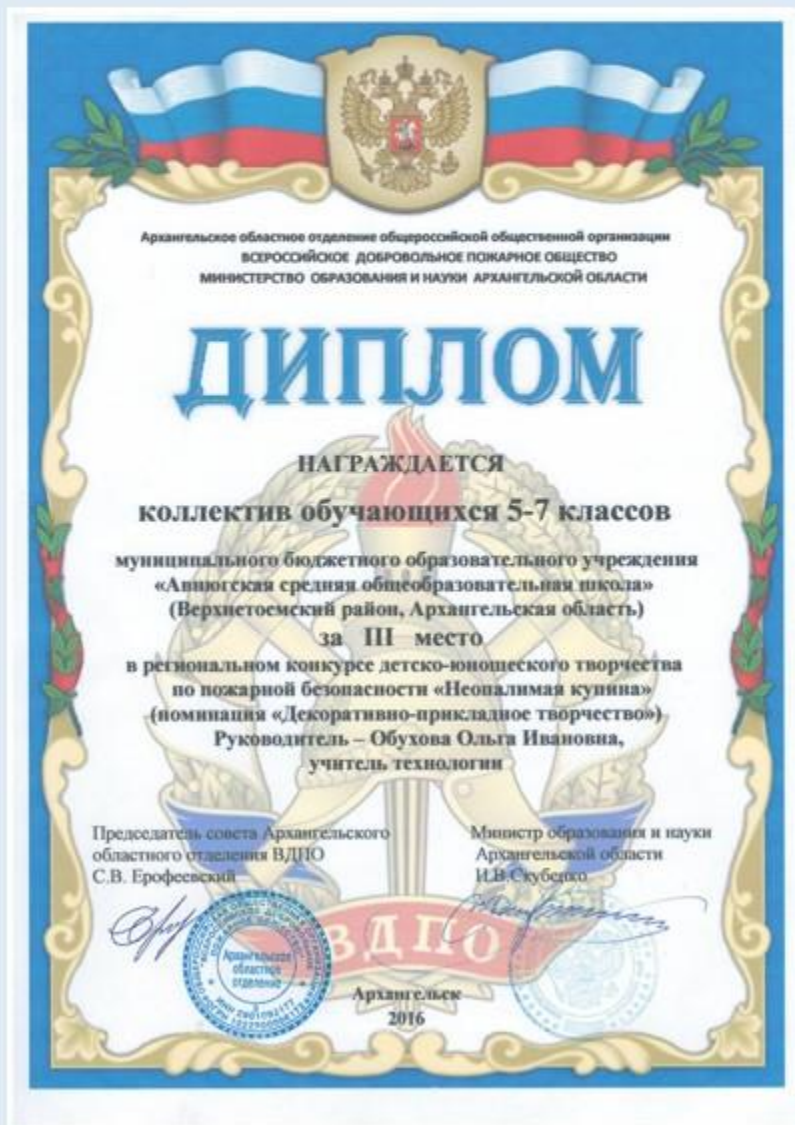 Архангельское областное отделение общероссийской общественной организации
ВСЕРОССИЙСКОЕ ДОБРОВОЛЬНОЕ ПОЖАРНОЕ ОБЩЕСТВО
МИНИСТЕРСТВО ОБРАЗОВАНИЯ И НАУКИ АРХАНГЕЛЬСКОЙ ОБЛАСТИ
ДИПЛОМ
НАГРАЖДАЕТСЯ
коллектив обучающихся 5-7 классов
муниципального бюджетного образовательного учреждения
«Авнюгская средняя общеобразовательная школа»
(Верхнетоемский район, Архангельская область)
за III место
в региональном конкурсе детско-юношеского творчества
по пожарной безопасности «Неопалимая купина»
(номинация «Декоративно-прикладное творчество»)
Руководитель – Обухова Ольга Ивановна,
учитель технологии
Председатель совета Архангельского
областного отделения ВДПО
С.В. Ерофеевский
Министр образования и науки
Архангельской области
И.В.Скубенко
Архангельское
областное
отделение
ВДПО
Архангельск
2016